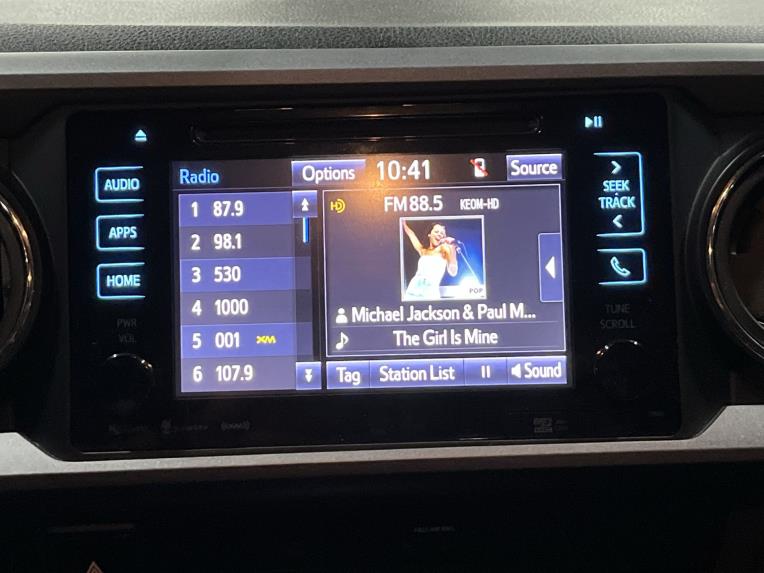 AUDIO
APPS
HOME
PWR
VOL
Radio
Options
10:41
Source
1 87.9
2 98.1
3 530
4 1000
5 001 XM
6 107.9
HD
FM 88.5 KEOM-HD
POP
Michael Jackson & Paul M...
The Girl Is Mine
Tag
Station List
Sound
SEEK
TRACK
TUNE
SCROLL